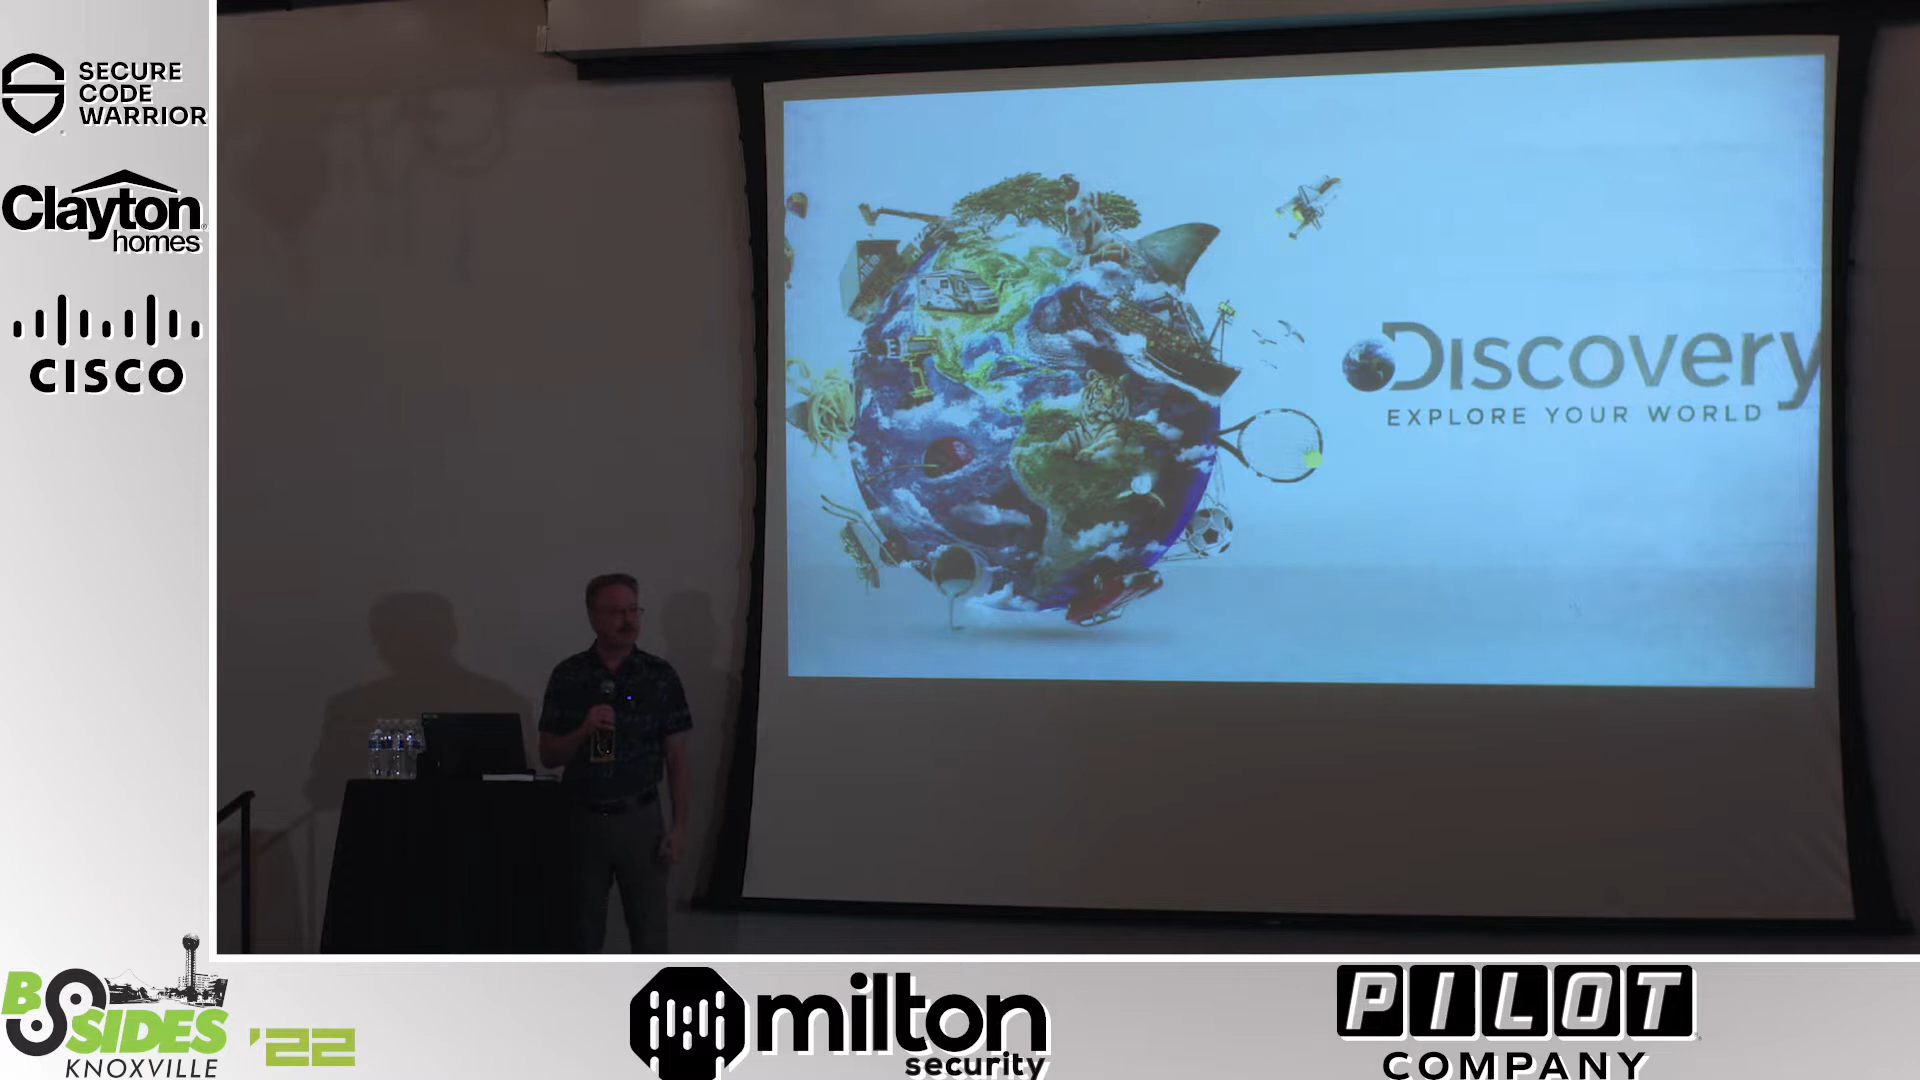 SECURE
CODE
WARRIOR
Clayton
homes
CISCO
DISCOVERY
EXPLORE YOUR WORLD
BSIDES
KNOXVILLE
'22
milton
security
PILOT
COMPANY